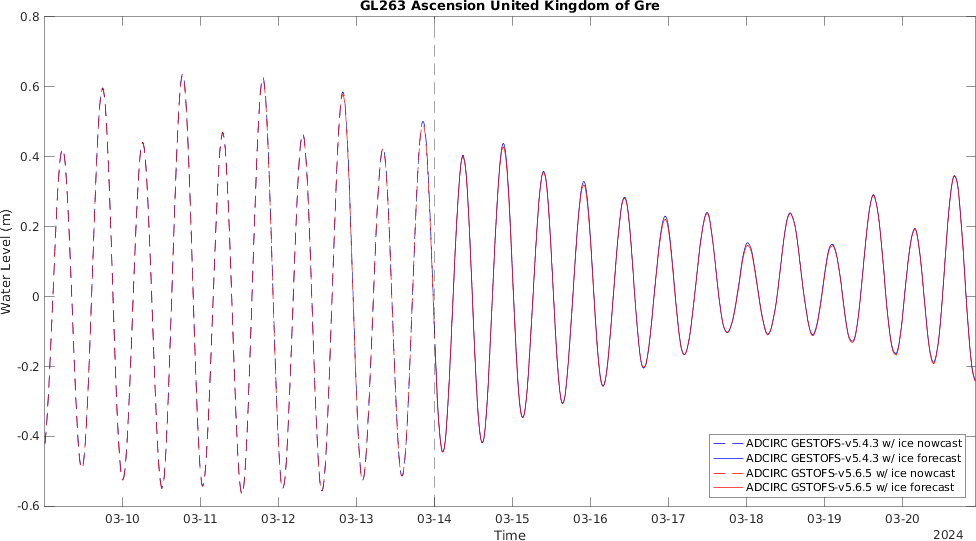 GL263 Ascension United Kingdom of Gre
0.8
0.6
0.4
0.2
0
-0.2
-0.4
-0.6
Water Level (m)
ADCIRC GESTOFS-v5.4.3 w/ ice nowcast
ADCIRC GESTOFS-v5.4.3 w/ ice forecast
ADCIRC GSTOFS-v5.6.5 w/ ice nowcast
ADCIRC GSTOFS-v5.6.5 w/ ice forecast
03-10 03-11 03-12 03-13 03-14 03-15 03-16 03-17 03-18 03-19 03-20
Time
2024